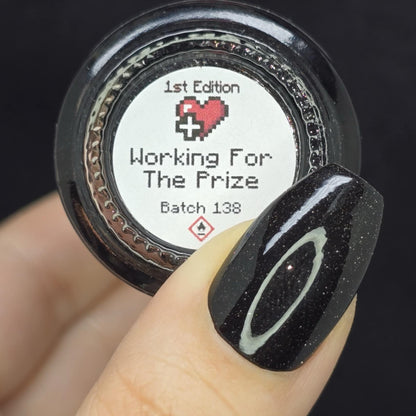 1st Edition
Working For
The Prize
Batch 138